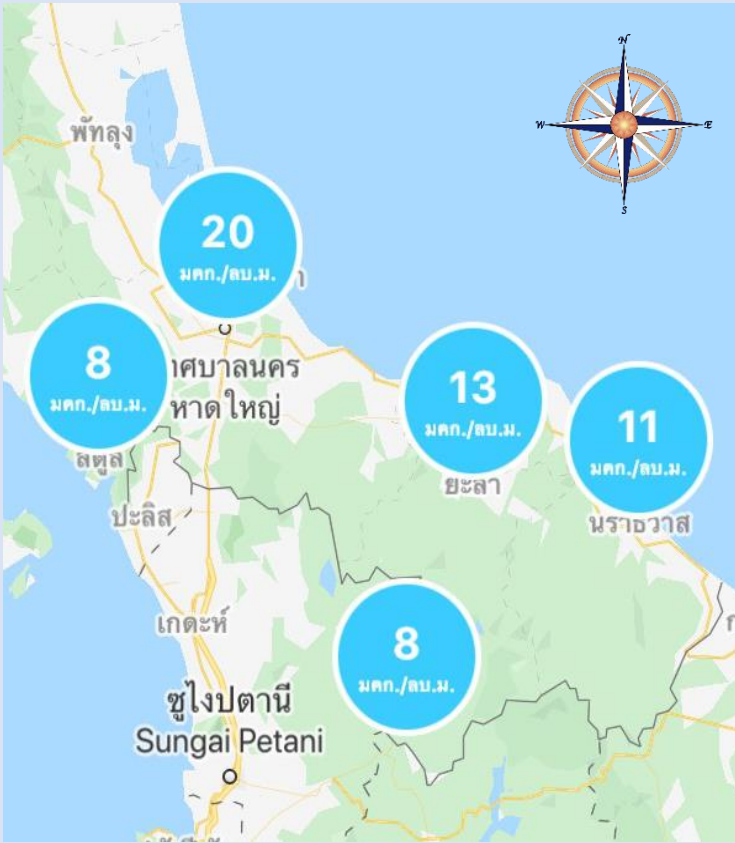 N
W
E
S
พัทลุง
20
มคก./ลบ.ม.
8
มคก./ลบ.ม.
าศบาลนคร
หาดใหญ่
13
มคก./ลบ.ม.
11
มคก./ลบ.ม.
สตูล
ยะลา
ปะลิส
นราธิวาส
เกดะห์
8
มคก./ลบ.ม.
ซูไงปตานี
Sungai Petani